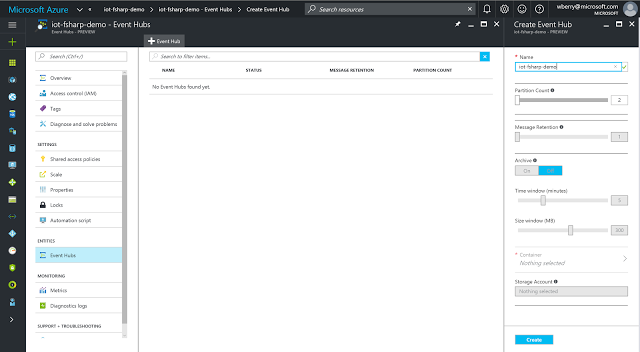 Microsoft Azure
iot-fsharp-demo > iot-fsharp-demo - Event Hubs > Create Event Hub
Search resources
wberry@microsoft.com
MICROSOFT
iot-fsharp-demo - Event Hubs
Event Hubs - PREVIEW
Search (Ctrl+/)
Overview
Access control (IAM)
Tags
Diagnose and solve problems
SETTINGS
Shared access policies
Scale
Properties
Locks
Automation script
ENTITIES
Event Hubs
MONITORING
Metrics
Diagnostics logs
SUPPORT + TROUBLESHOOTING
+ Event Hub
Search to filter items...
NAME STATUS MESSAGE RETENTION PARTITION COUNT
No Event Hubs found yet.
Create Event Hub
iot-fsharp-demo - PREVIEW
* Name
iot-fsharp-demo
Partition Count
2
Message Retention
1
Archive
On Off
Time window (minutes)
5
Size window (MB)
300
* Container
Nothing selected
Storage Account
Nothing selected
Create